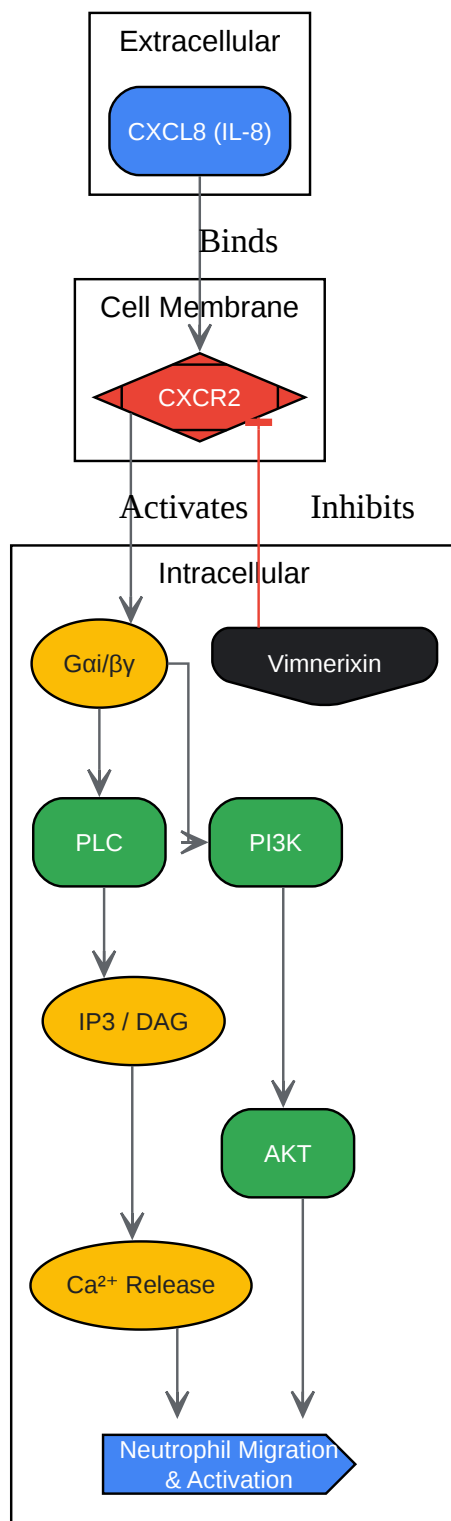 Extracellular
CXCL8 (IL-8)
Binds
Cell Membrane
CXCR2
Activates
Inhibits
Intracellular
Gαi/βγ
Vimnerixin
PLC
PI3K
IP3 / DAG
AKT
Ca²⁺ Release
Neutrophil Migration
& Activation